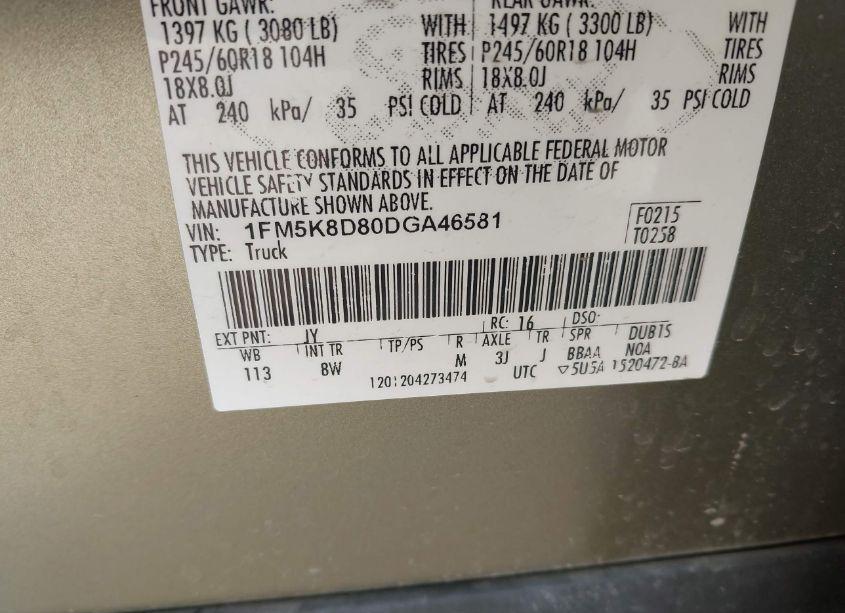 FRONT GAWR: REAR GAWR:
1397 KG ( 3080 LB) WITH 1497 KG ( 3300 LB) WITH
P245/60R18 104H TIRES P245/60R18 104H TIRES
18X8.0J RIMS 18X8.0J RIMS
AT 240 kPa/ 35 PSI COLD AT 240 kPa/ 35 PSI COLD
THIS VEHICLE CONFORMS TO ALL APPLICABLE FEDERAL MOTOR
VEHICLE SAFETY STANDARDS IN EFFECT ON THE DATE OF
MANUFACTURE SHOWN ABOVE.
VIN: 1FM5K8D80DGA46581 F0215
TYPE: Truck T0258
EXT PNT: JY RC: 16 DSO:
WB INT TR TP/PS R AXLE TR SPR DUB1S
113 8W M 3J J BBAA NOA
1201204273474 UTC ▽5U5A 1520472-BA